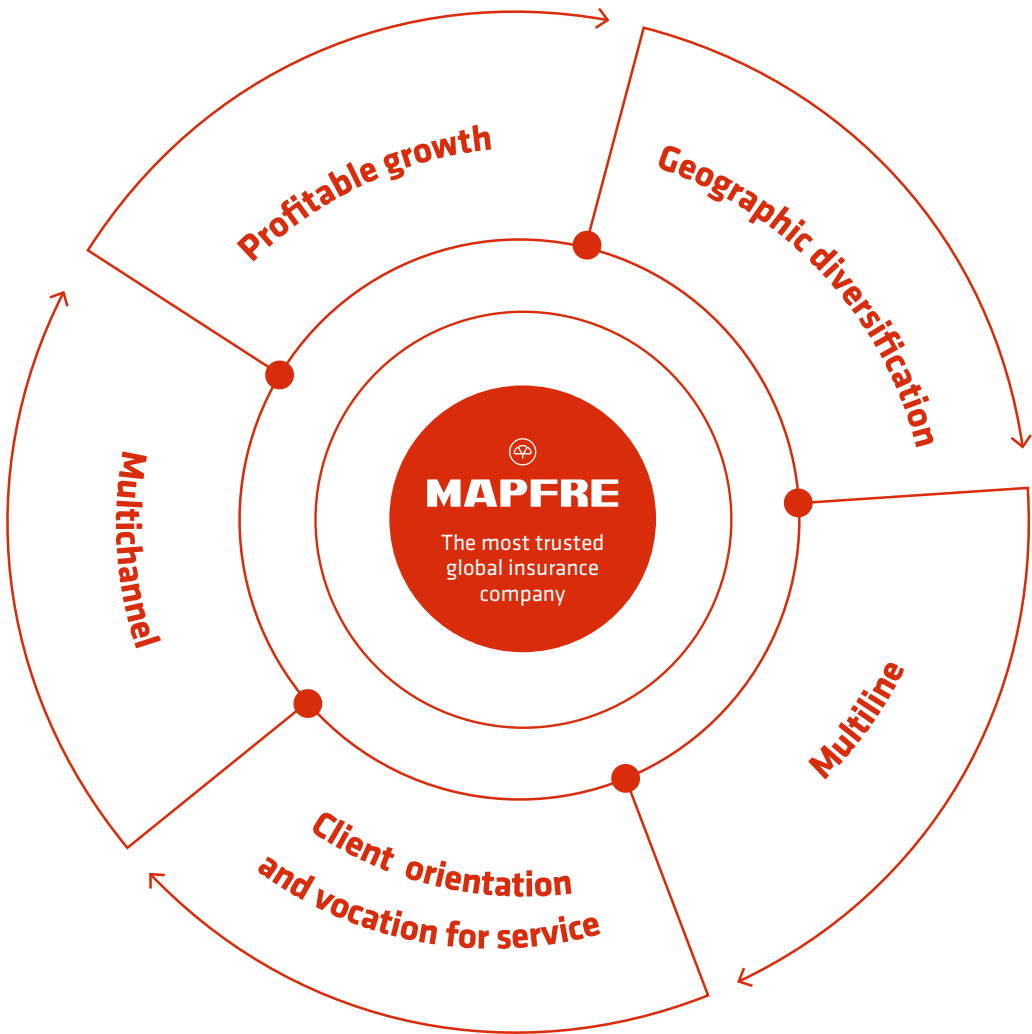 Profitable growth
Geographic diversification
Multiline
Client orientation
and vocation for service
Multichannel
MAPFRE
The most trusted
global insurance
company